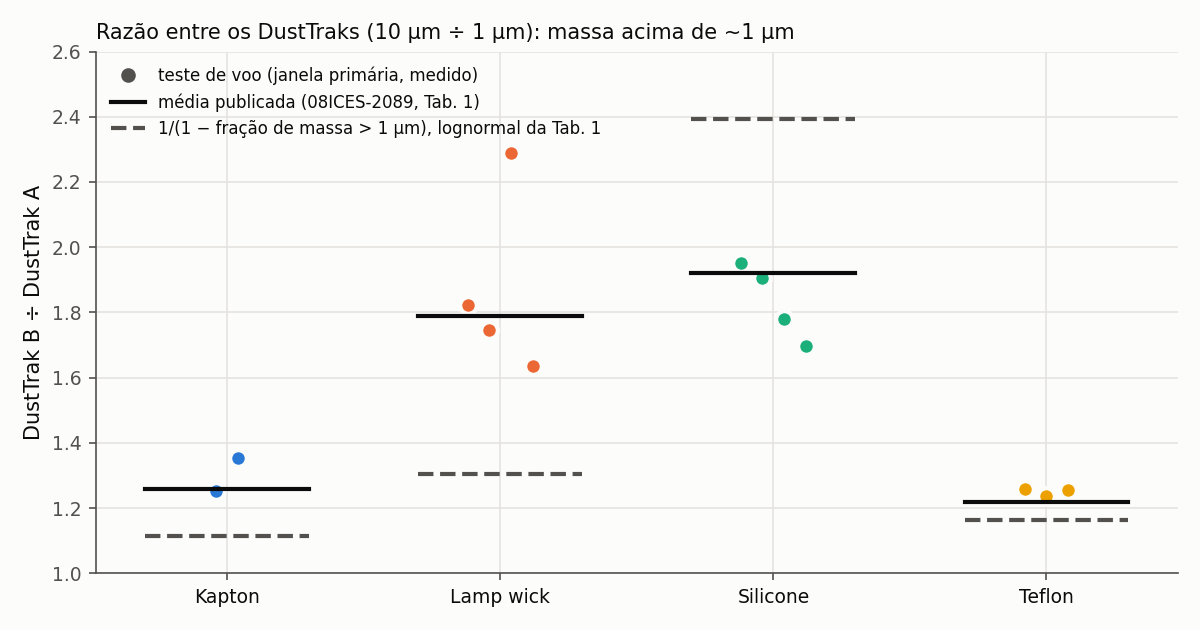 Razão entre os DustTraks (10 µm ÷ 1 µm): massa acima de ~1 µm
teste de voo (janela primária, medido)
média publicada (08ICES-2089, Tab. 1)
1/(1 − fração de massa > 1 µm), lognormal da Tab. 1
DustTrak B ÷ DustTrak A
2.6
2.4
2.2
2.0
1.8
1.6
1.4
1.2
1.0
Kapton
Lamp wick
Silicone
Teflon